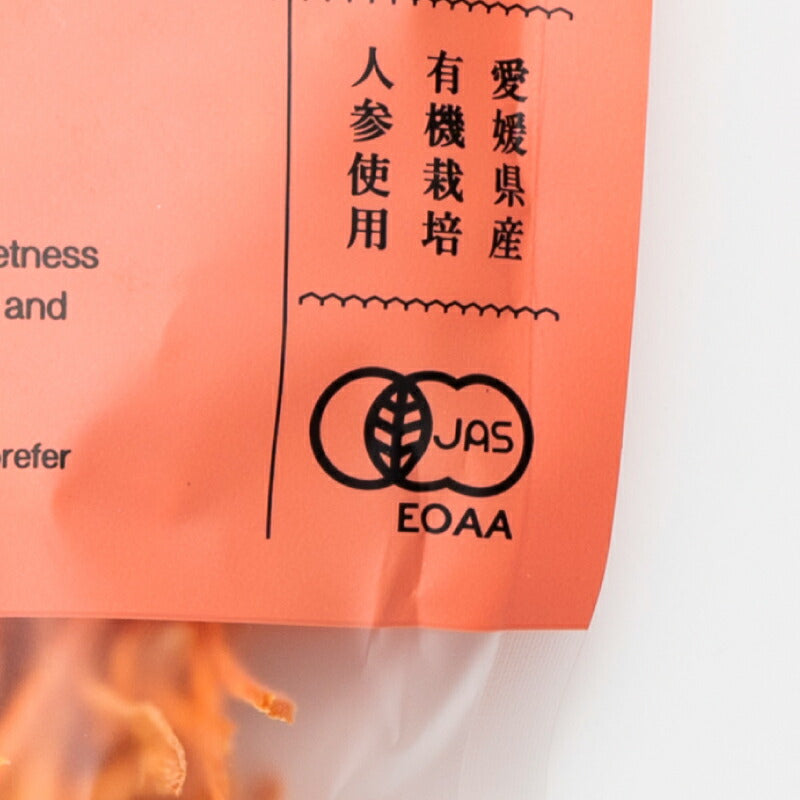 愛媛県産
有機栽培
人参使用
etness
and
refer
JAS
EOAA